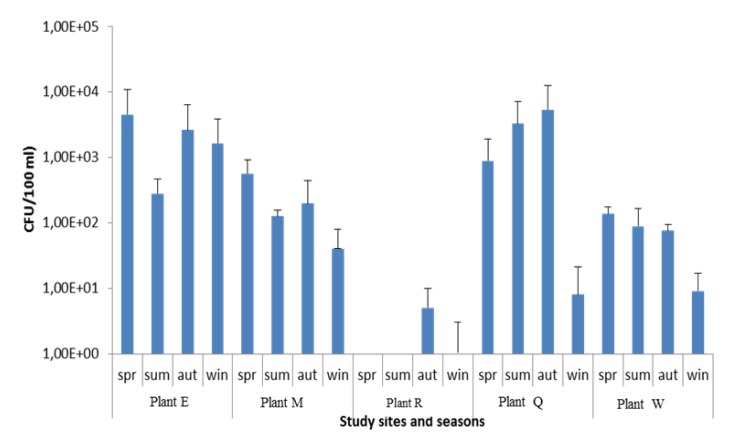 1,00E+05
1,00E+04
1,00E+03
1,00E+02
1,00E+01
1,00E+00
CFU/100 ml)
spr sum aut win spr sum aut win spr sum aut win spr sum aut win spr sum aut win
Plant E Plant M Plant R Plant Q Plant W
Study sites and seasons